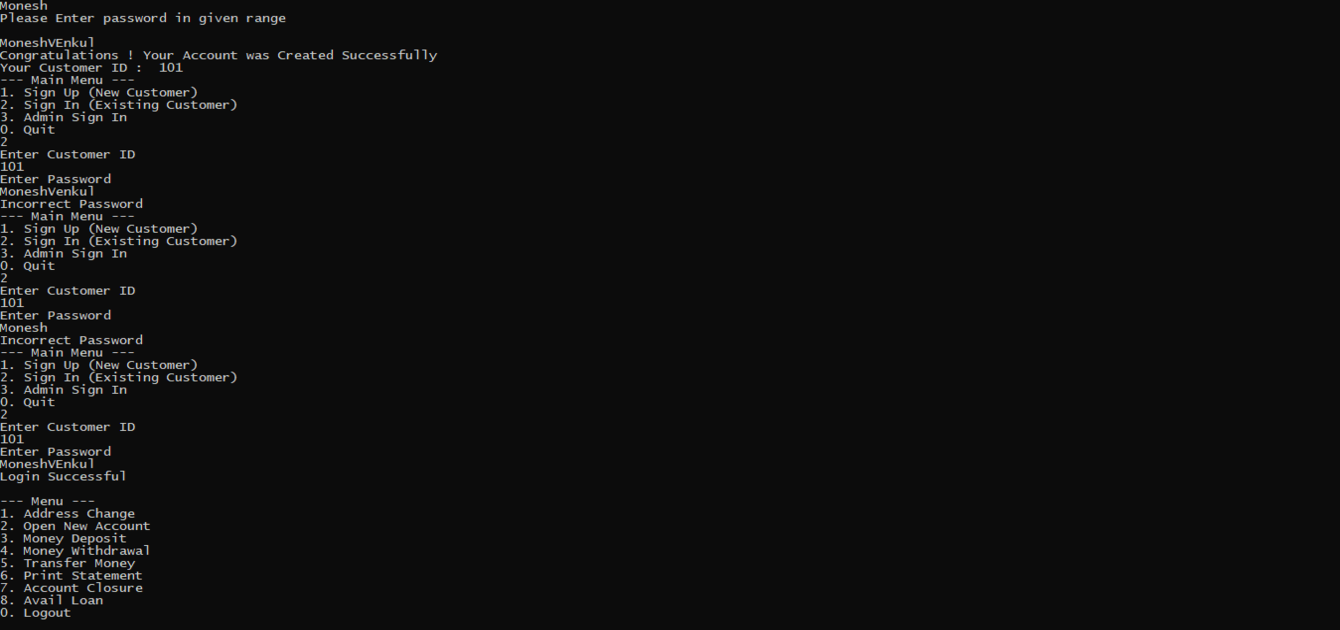 Monesh
Please Enter password in given range
MoneshVEnkul
Congratulations ! Your Account was Created Successfully
Your Customer ID :  101
--- Main Menu ---
1. Sign Up (New Customer)
2. Sign In (Existing Customer)
3. Admin Sign In
0. Quit
2
Enter Customer ID
101
Enter Password
MoneshVenkul
Incorrect Password
--- Main Menu ---
1. Sign Up (New Customer)
2. Sign In (Existing Customer)
3. Admin Sign In
0. Quit
2
Enter Customer ID
101
Enter Password
Monesh
Incorrect Password
--- Main Menu ---
1. Sign Up (New Customer)
2. Sign In (Existing Customer)
3. Admin Sign In
0. Quit
2
Enter Customer ID
101
Enter Password
MoneshVEnkul
Login Successful
--- Menu ---
1. Address Change
2. Open New Account
3. Money Deposit
4. Money Withdrawal
5. Transfer Money
6. Print Statement
7. Account Closure
8. Avail Loan
0. Logout